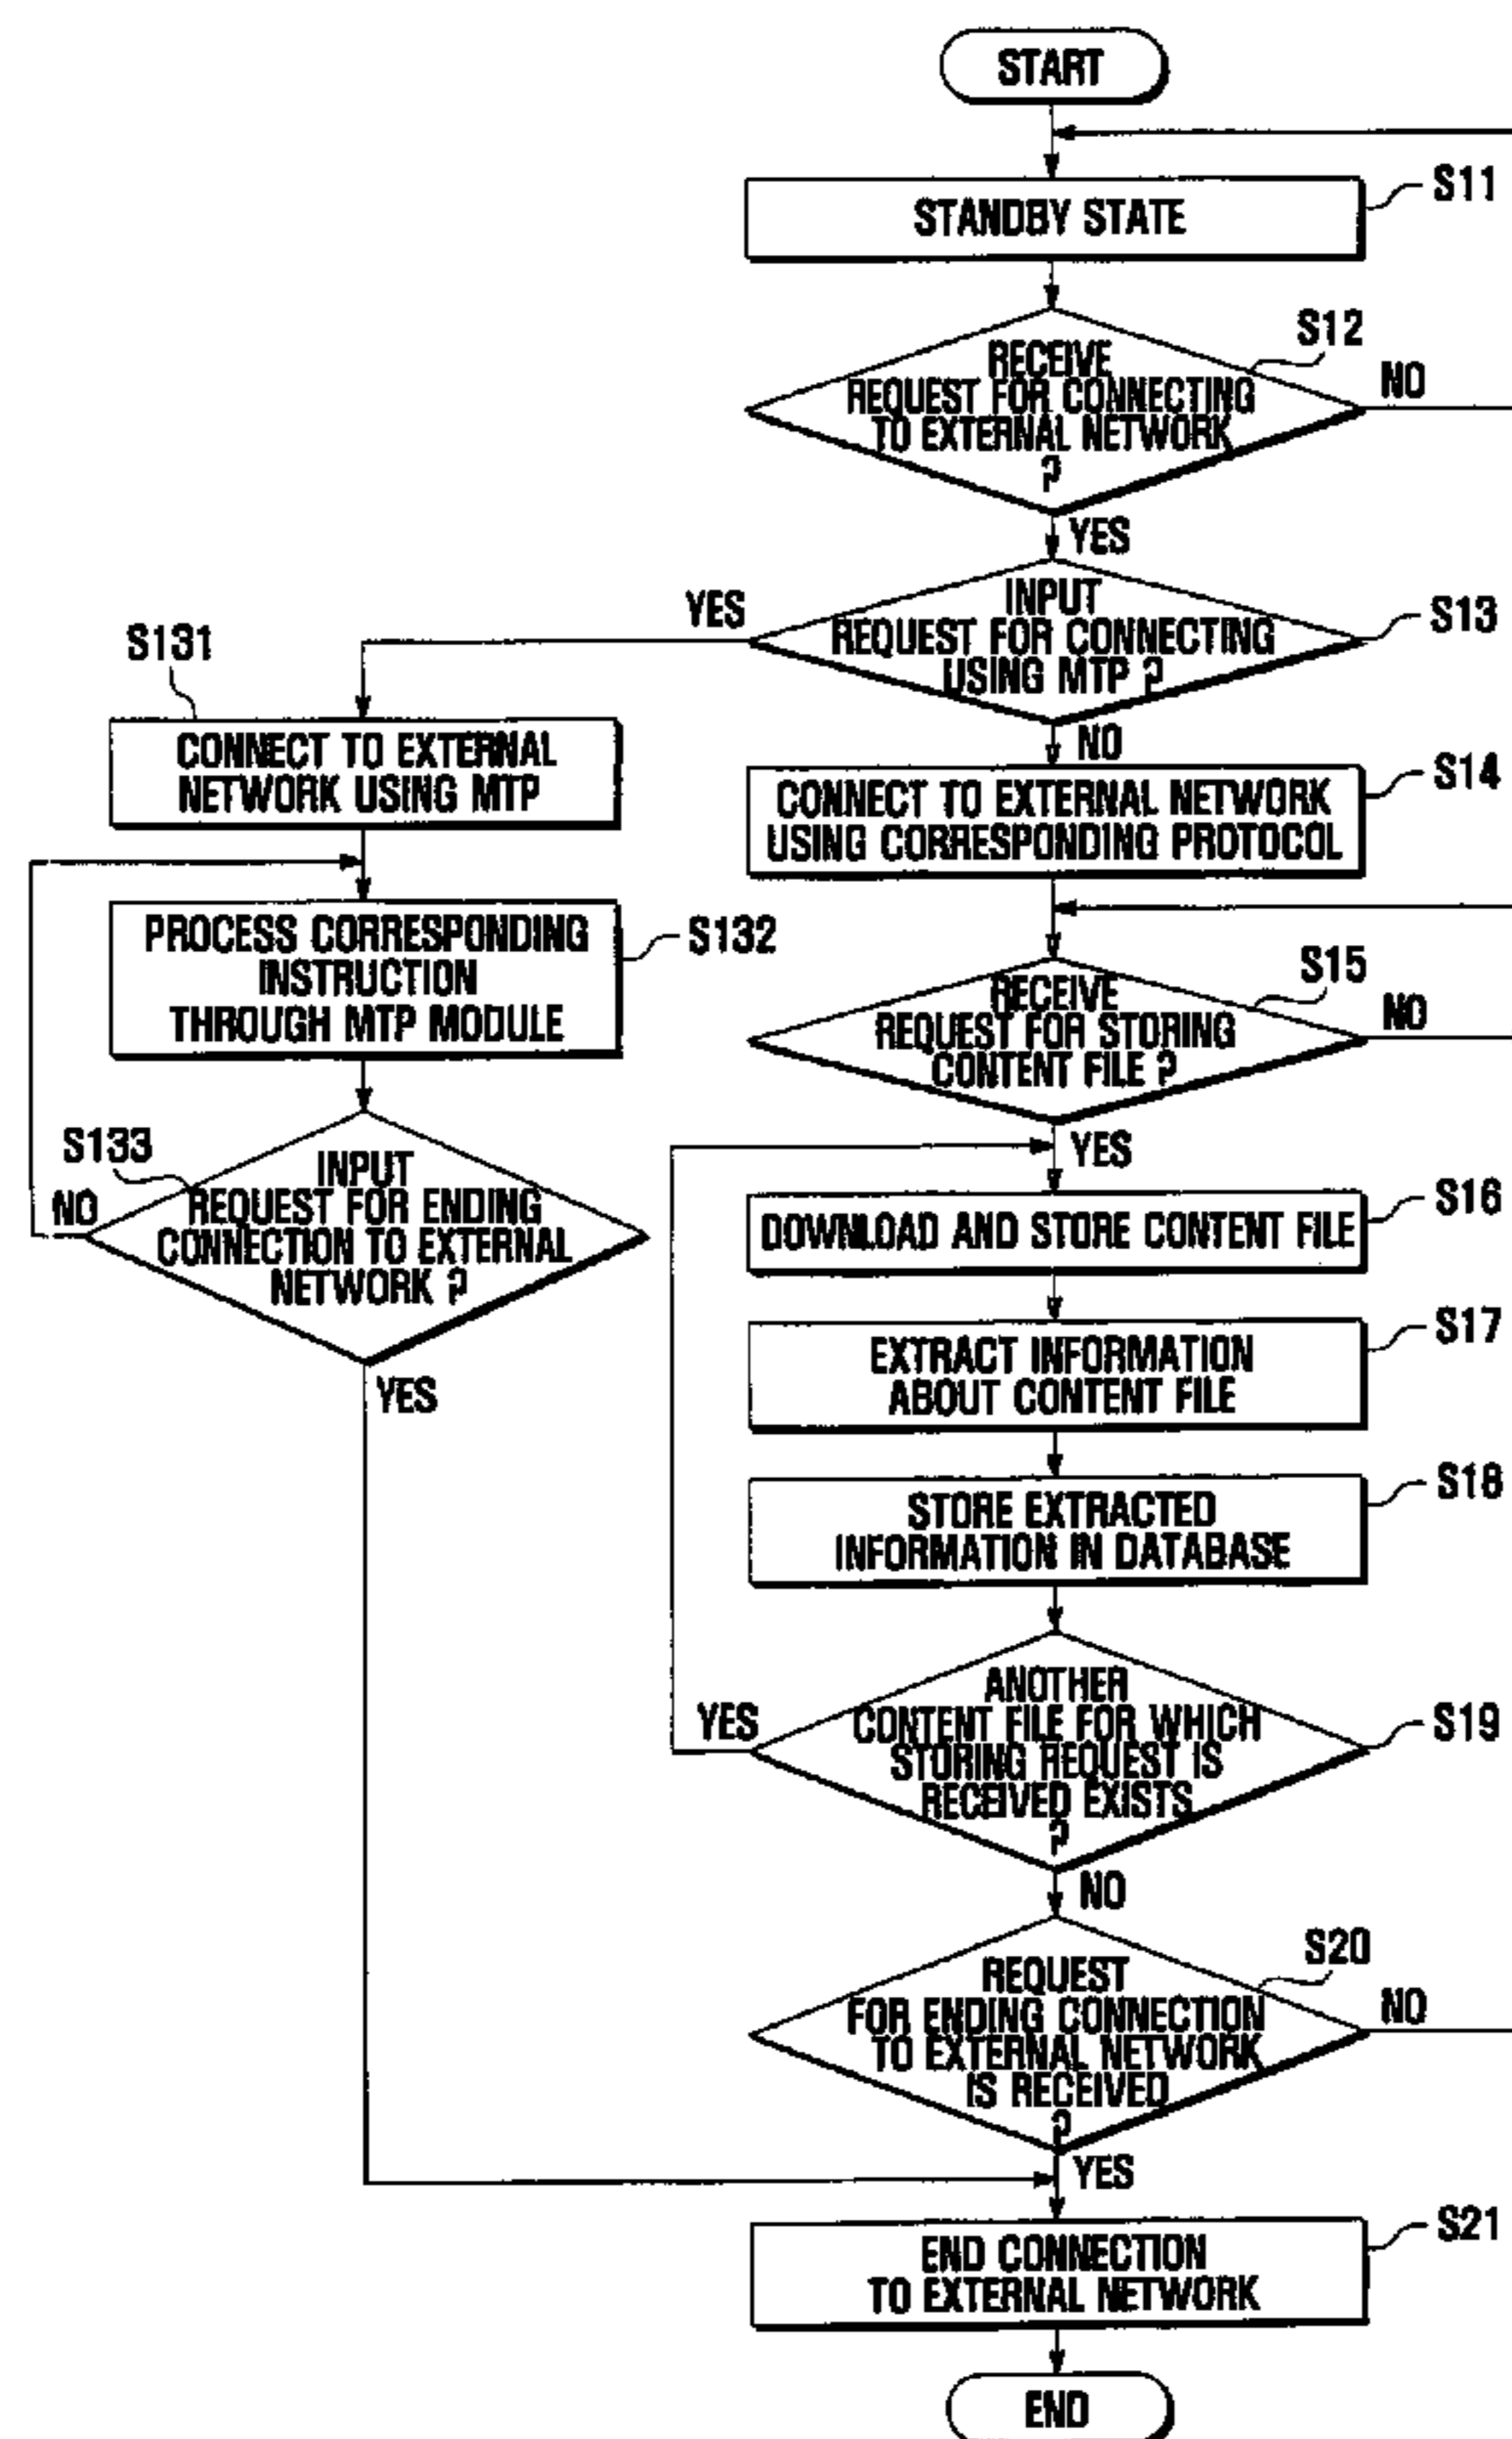 START
S11
STANDBY STATE
S12
RECEIVE
REQUEST FOR CONNECTING
TO EXTERNAL NETWORK
?
NO
YES
S13
INPUT
REQUEST FOR CONNECTING
USING MTP ?
YES
NO
S131
CONNECT TO EXTERNAL
NETWORK USING MTP
S14
CONNECT TO EXTERNAL NETWORK
USING CORRESPONDING PROTOCOL
PROCESS CORRESPONDING
INSTRUCTION
THROUGH MTP MODULE
S132
S15
RECEIVE
REQUEST FOR STORING
CONTENT FILE ?
NO
YES
S133
INPUT
REQUEST FOR ENDING
CONNECTION TO EXTERNAL
NETWORK ?
NO
YES
S16
DOWNLOAD AND STORE CONTENT FILE
S17
EXTRACT INFORMATION
ABOUT CONTENT FILE
S18
STORE EXTRACTED
INFORMATION IN DATABASE
S19
ANOTHER
CONTENT FILE FOR WHICH
STORING REQUEST IS
RECEIVED EXISTS
?
YES
NO
S20
REQUEST
FOR ENDING CONNECTION
TO EXTERNAL NETWORK
IS RECEIVED
?
NO
YES
S21
END CONNECTION
TO EXTERNAL NETWORK
END